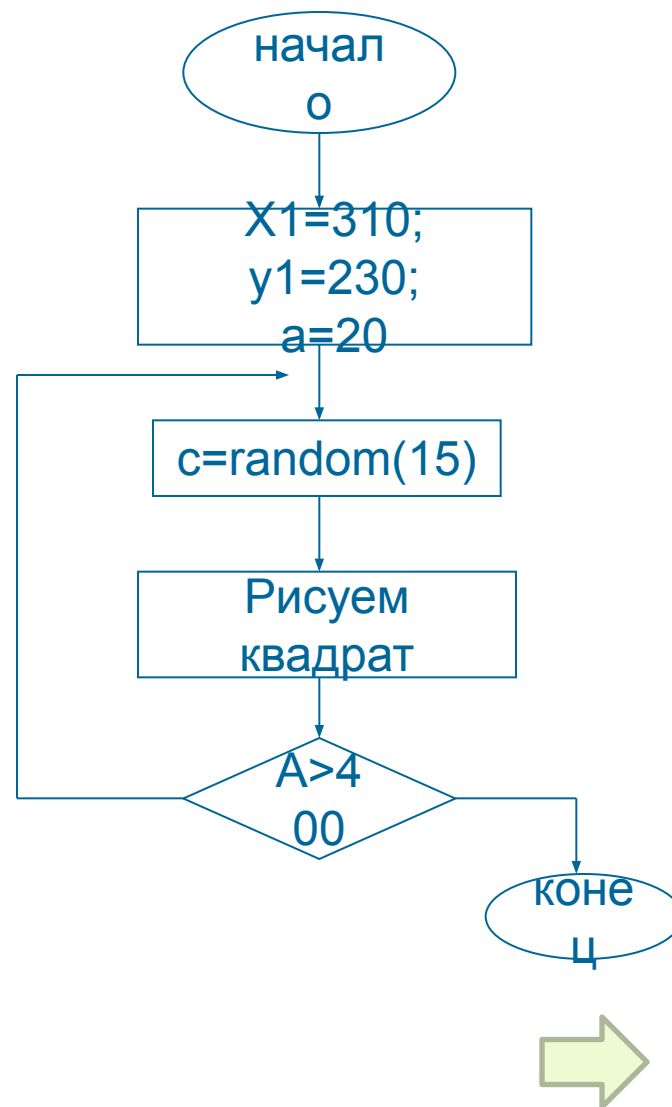 начал
о
X1=310;
y1=230;
a=20
c=random(15)
Рисуем
квадрат
A>4
00
коне
ц